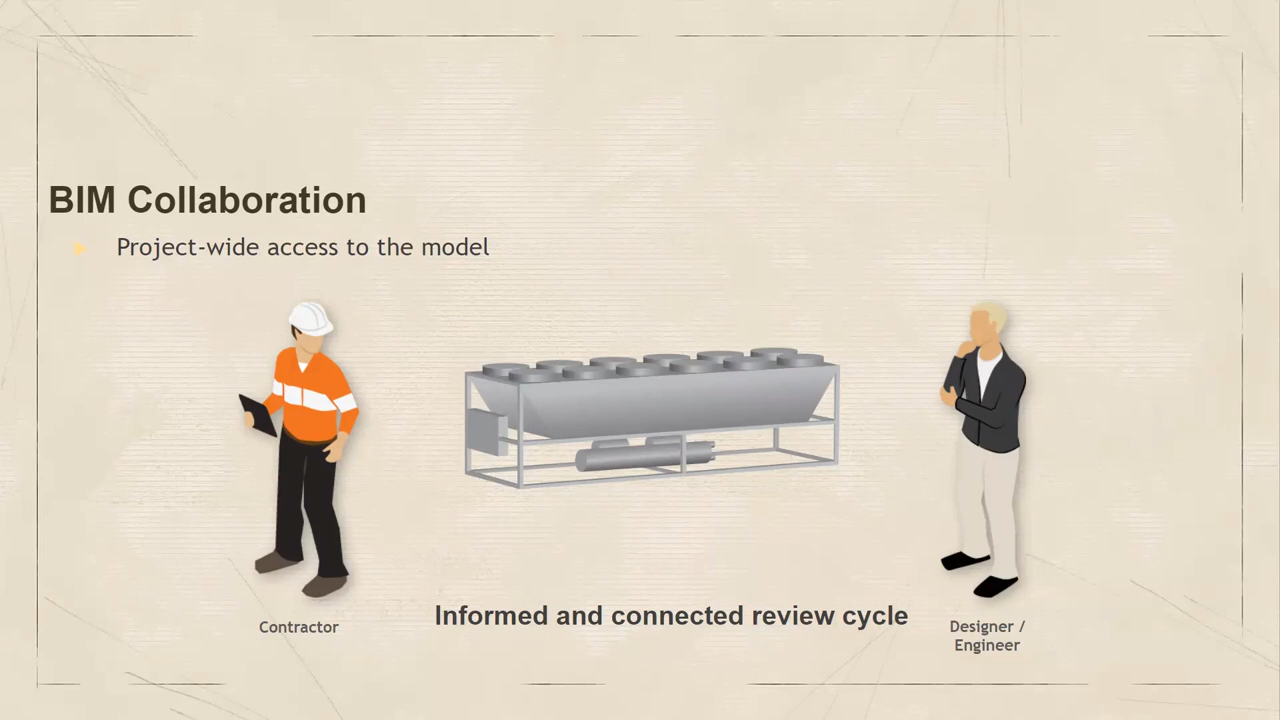 BIM Collaboration
Project-wide access to the model
Informed and connected review cycle
Contractor
Designer /
Engineer